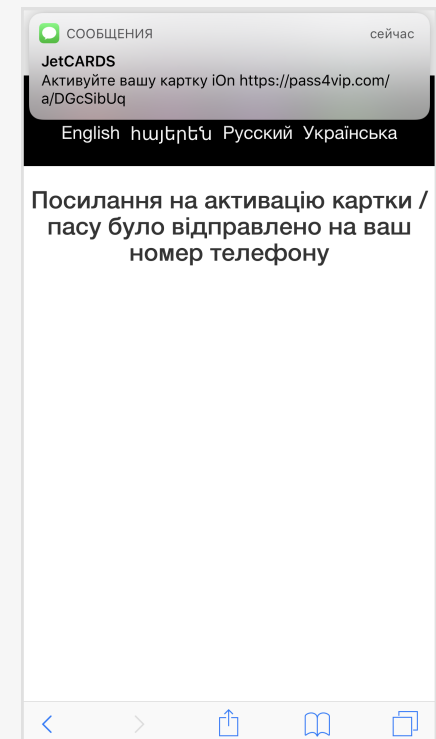 СООБЩЕНИЯ сейчас
JetCARDS
Активуйте вашу картку iOn https://pass4vip.com/
a/DGcSibUq
English հայերեն Русский Українська
Посилання на активацію картки /
пасу було відправлено на ваш
номер телефону